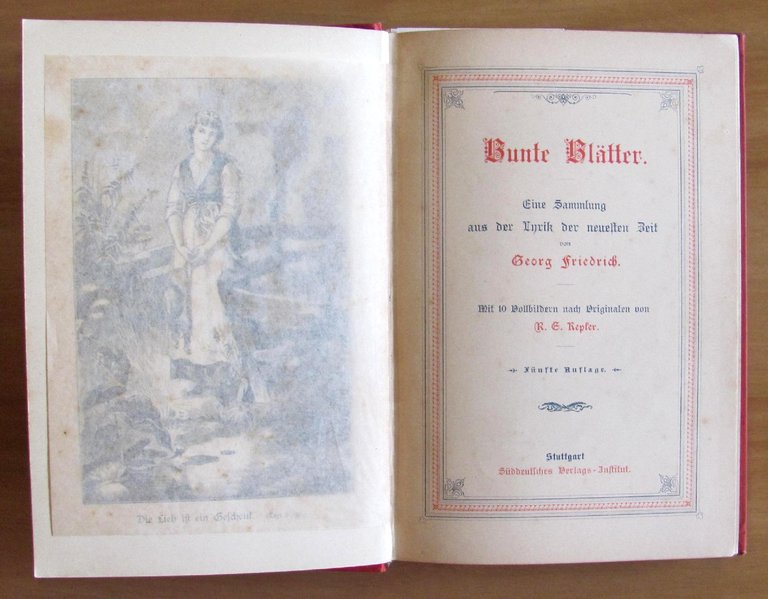 Die Lieb ist ein Geschenk
Bunte Blätter.
Eine Sammlung
aus der Lyrik der neuesten Zeit
von
Georg Friedrich.
Mit 10 Vollbildern nach Originalen von
R. E. Kepler.
Fünfte Auflage.
Stuttgart
Süddeutsches Verlags-Institut.